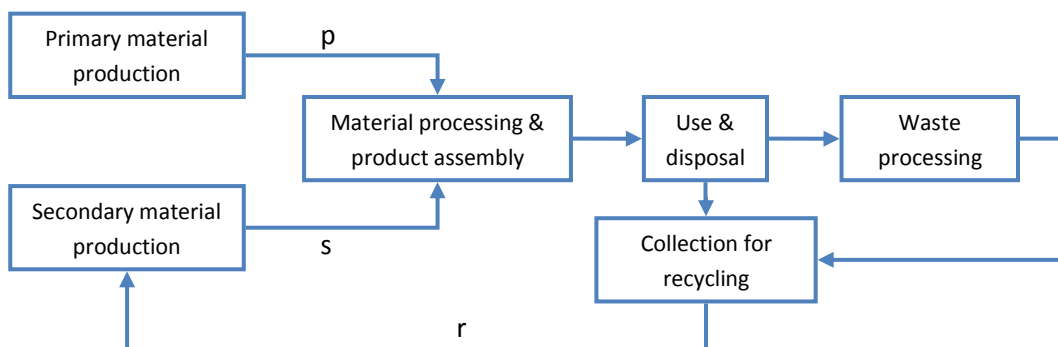 Primary material
production
p
Material processing &
product assembly
Use &
disposal
Waste
processing
Secondary material
production
s
Collection for
recycling
r